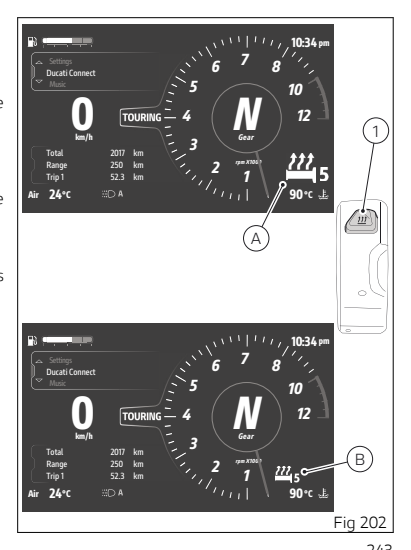 10:34 pm
Settings
Ducati Connect
Music
0
km/h
TOURING
N
Gear
rpm X1000
1
2
3
4
5
6
7
8
10
12
Total 2017 km
Range 250 km
Trip 1 52.3 km
Air 24°C
A
5
90°C
A
1
10:34 pm
Settings
Ducati Connect
Music
0
km/h
TOURING
N
Gear
1
2
3
4
5
6
7
8
10
12
Total 2017 km
Range 250 km
Trip 1 52.3 km
Air 24°C
A
5
90°C
B
Fig 202
243